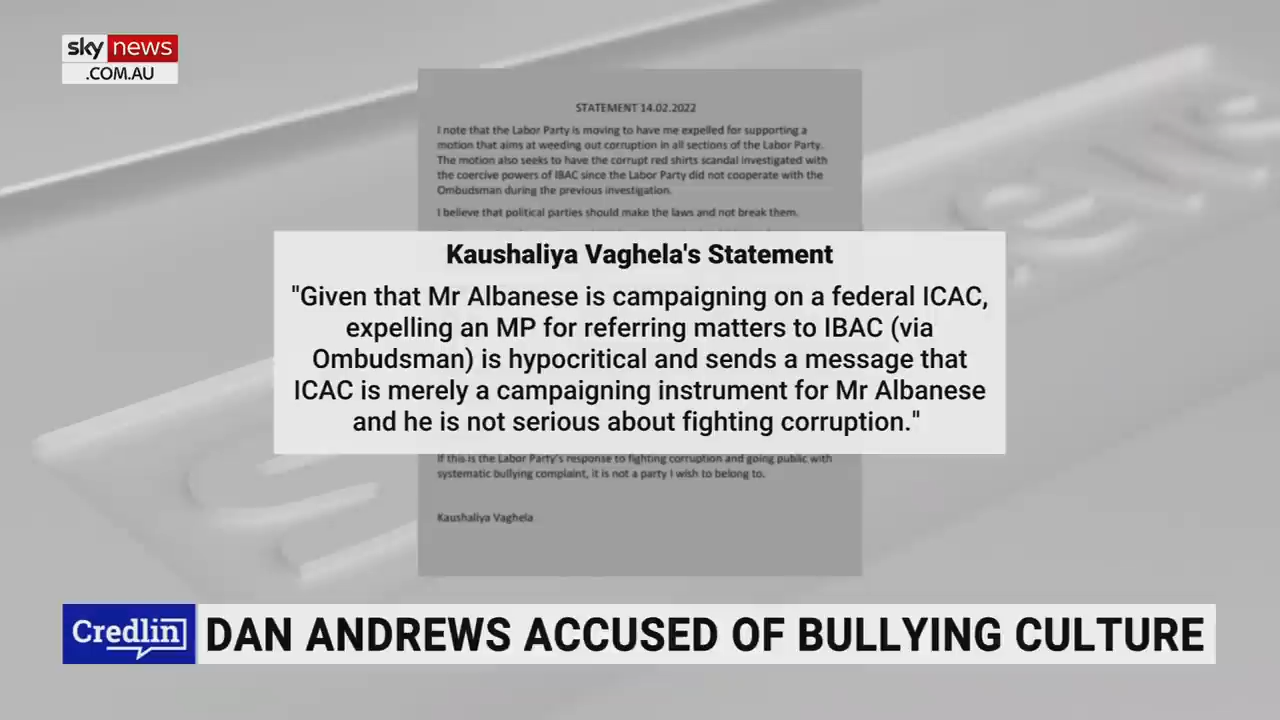 sky news
.COM.AU
STATEMENT 14.02.2022
I note that the Labor Party is moving to have me expelled for supporting a
motion that aims at weeding out corruption in all sections of the Labor Party.
The motion also seeks to have the corrupt red shirts scandal investigated with
the coercive powers of IBAC since the Labor Party did not cooperate with the
Ombudsman during the previous investigation.
I believe that political parties should make the laws and not break them.
Kaushaliya Vaghela's Statement
"Given that Mr Albanese is campaigning on a federal ICAC,
expelling an MP for referring matters to IBAC (via
Ombudsman) is hypocritical and sends a message that
ICAC is merely a campaigning instrument for Mr Albanese
and he is not serious about fighting corruption."
If this is the Labor Party's response to fighting corruption and going public with
systematic bullying complaint, it is not a party I wish to belong to.
Kaushaliya Vaghela
Credlin
DAN ANDREWS ACCUSED OF BULLYING CULTURE